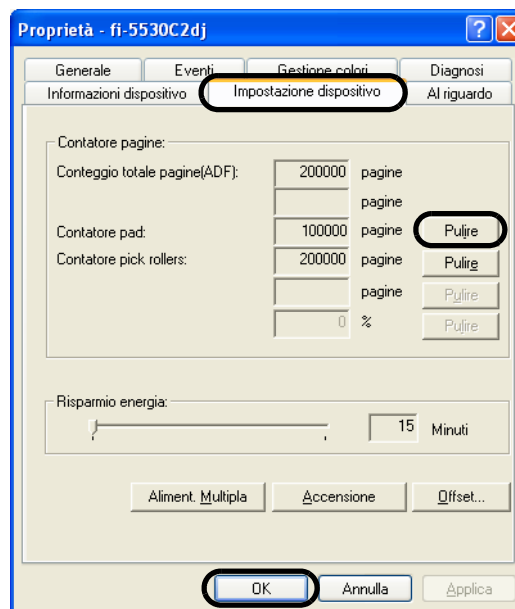 Proprietà - fi-5530C2dj
Generale Eventi Gestione colori Diagnosi
Informazioni dispositivo Impostazione dispositivo Al riguardo
Contatore pagine:
Conteggio totale pagine(ADF): 200000 pagine
pagine
Contatore pad: 100000 pagine Pulire
Contatore pick rollers: 200000 pagine Pulire
pagine Pulire
0 % Pulire
Risparmio energia:
15 Minuti
Aliment. Multipla Accensione Offset...
OK Annulla Applica